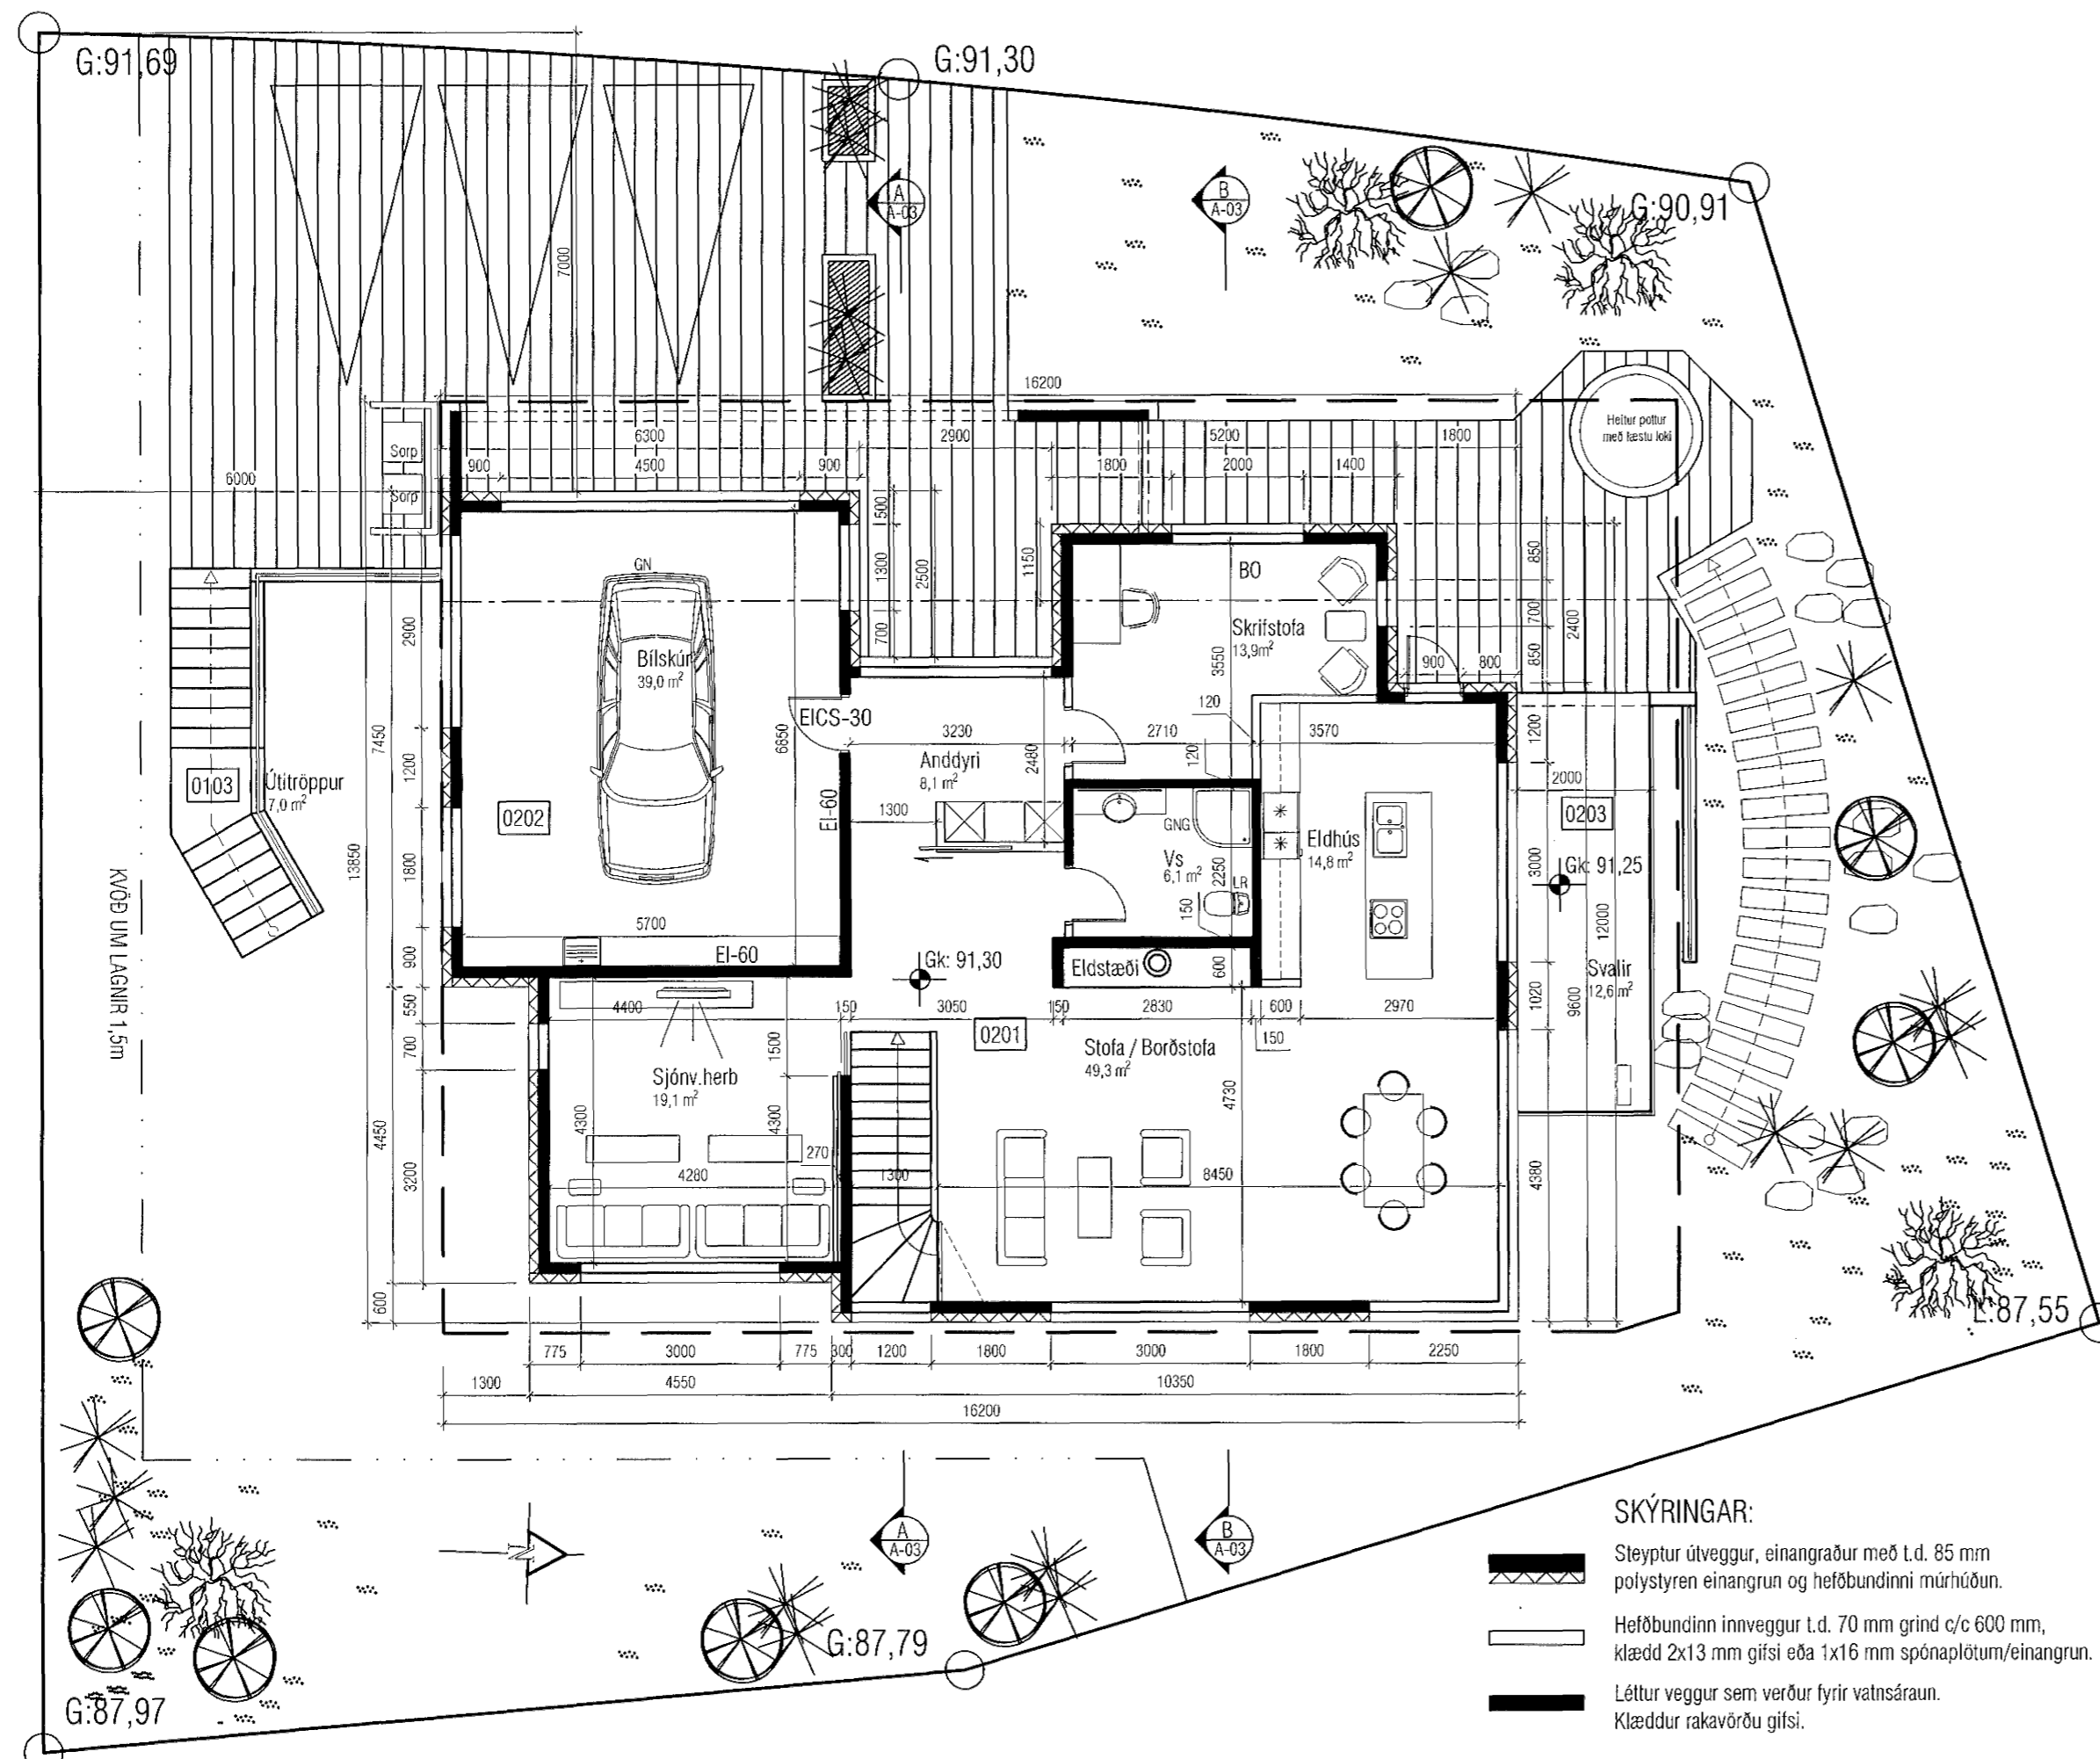 G:91,69
G:91,30
G:90,91
A
A-03
B
A-03
7000
16200
Heitur pottur
með læstu loki
6300
2900
5200
1800
Sorp
900
4500
900
1800
2000
1400
6000
Sorp
500
1300
2500
1150
700
850
700
2400
850
GN
BO
Skrifstofa
13,9m²
3550
900
800
2900
Bílskúr
39,0 m²
EICS-30
6850
120
3230
2710
3570
1200
7450
1200
Anddyri
8,1 m²
2480
120
2000
0103
Útitröppur
7,0 m²
0202
EI-60
1300
0203
GNG
Eldhús
14,8 m²
Vs
6,1 m²
2250
LR
150
3000
Gk: 91,25
13850
1800
KVÖÐ UM LAGNIR 1,5m
5700
EI-60
900
Gk: 91,30
Eldstæði
600
12000
Svalir
12,6 m²
1020
9600
4400
150
3050
150
2830
600
2970
550
0201
150
700
1500
Stofa / Borðstofa
49,3 m²
Sjónv.herb
19,1 m²
4730
4300
4300
4450
270
3200
4280
1300
8450
4380
600
L:87,55
775
3000
775
300
1200
1800
3000
1800
2250
1300
4550
10350
16200
N
A
A-03
B
A-03
G:87,79
G:87,97
SKÝRINGAR:
Steyptur útveggur, einangraður með t.d. 85 mm
polystyren einangrun og hefðbundinni múrhúðun.
Hefðbundinn innveggur t.d. 70 mm grind c/c 600 mm,
klædd 2x13 mm gifsi eða 1x16 mm spónaplötum/einangrun.
Léttur veggur sem verður fyrir vatnsáraun.
Klæddur rakavörðu gifsi.